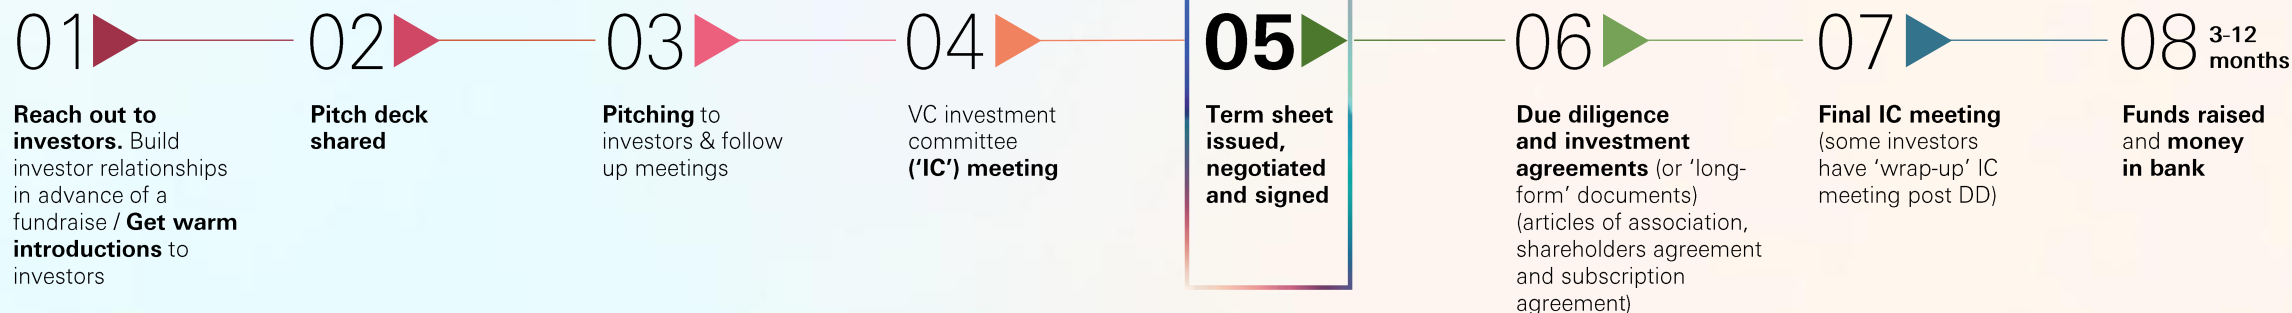 01
Reach out to
investors. Build
investor relationships
in advance of a
fundraise / Get warm
introductions to
investors
02
Pitch deck
shared
03
Pitching to
investors & follow
up meetings
04
VC investment
committee
(‘IC’) meeting
05
Term sheet
issued,
negotiated
and signed
06
Due diligence
and investment
agreements (or ‘long-
form’ documents)
(articles of association,
shareholders agreement
and subscription
agreement)
07
Final IC meeting
(some investors
have ‘wrap-up’ IC
meeting post DD)
08
3-12
months
Funds raised
and money
in bank